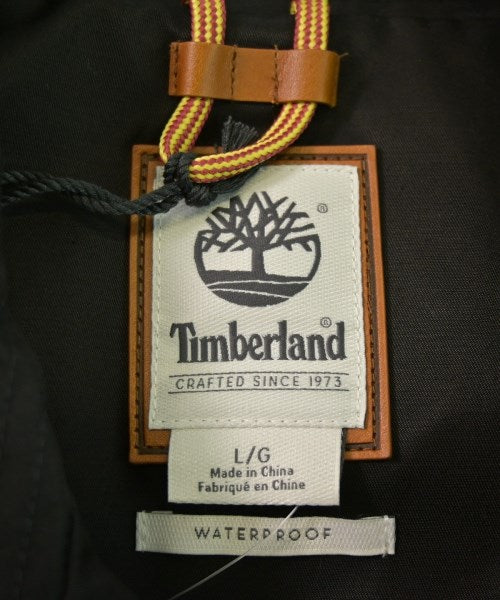 ®
Timberland®
CRAFTED SINCE 1973
L/G
Made in China
Fabriqué en Chine
WATERPROOF